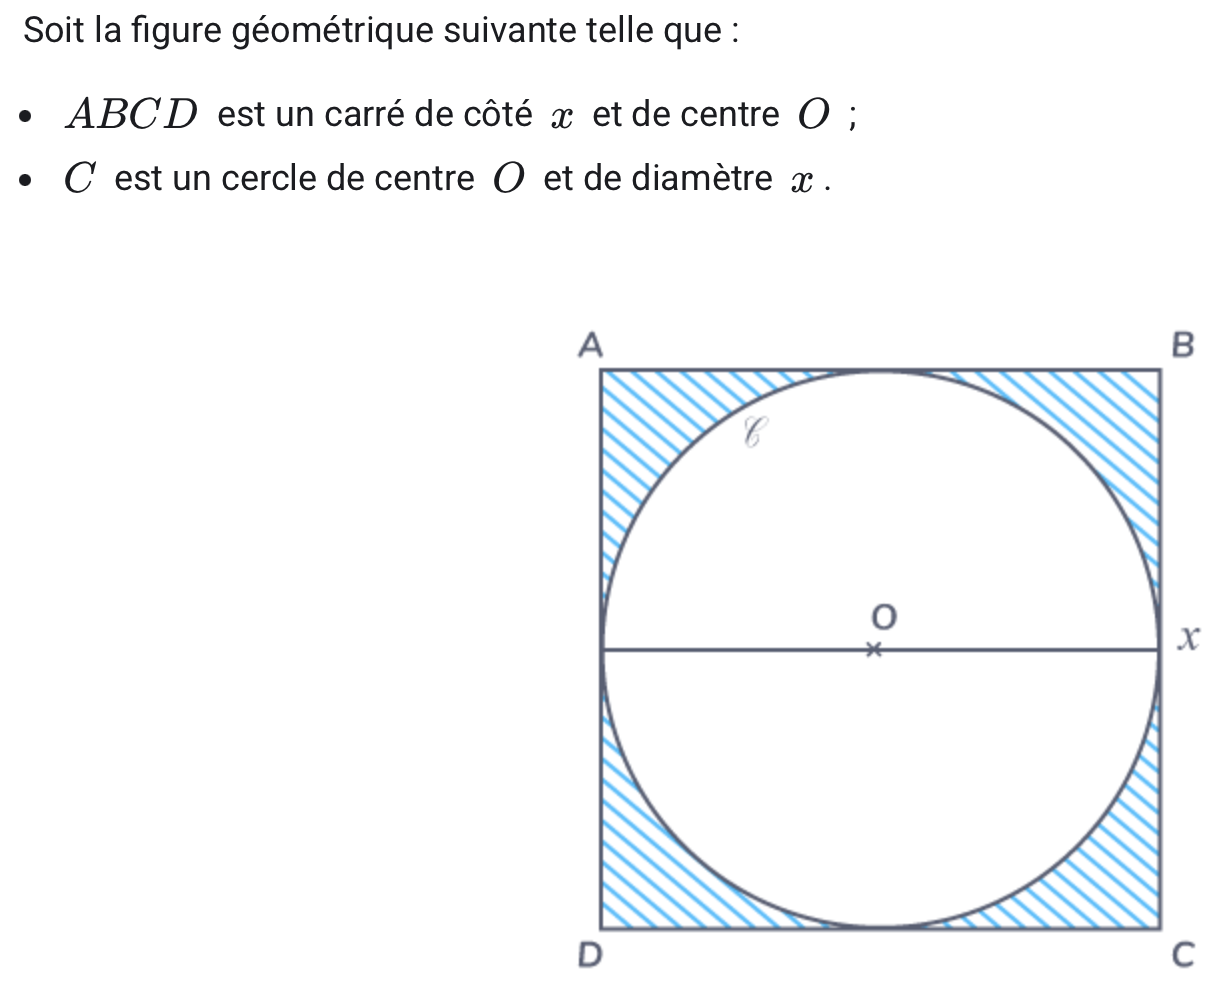 Soit la figure géométrique suivante telle que :
• ABCD est un carré de côté x et de centre O ;
• C est un cercle de centre O et de diamètre x .
A B
𝒞
O
x
D C